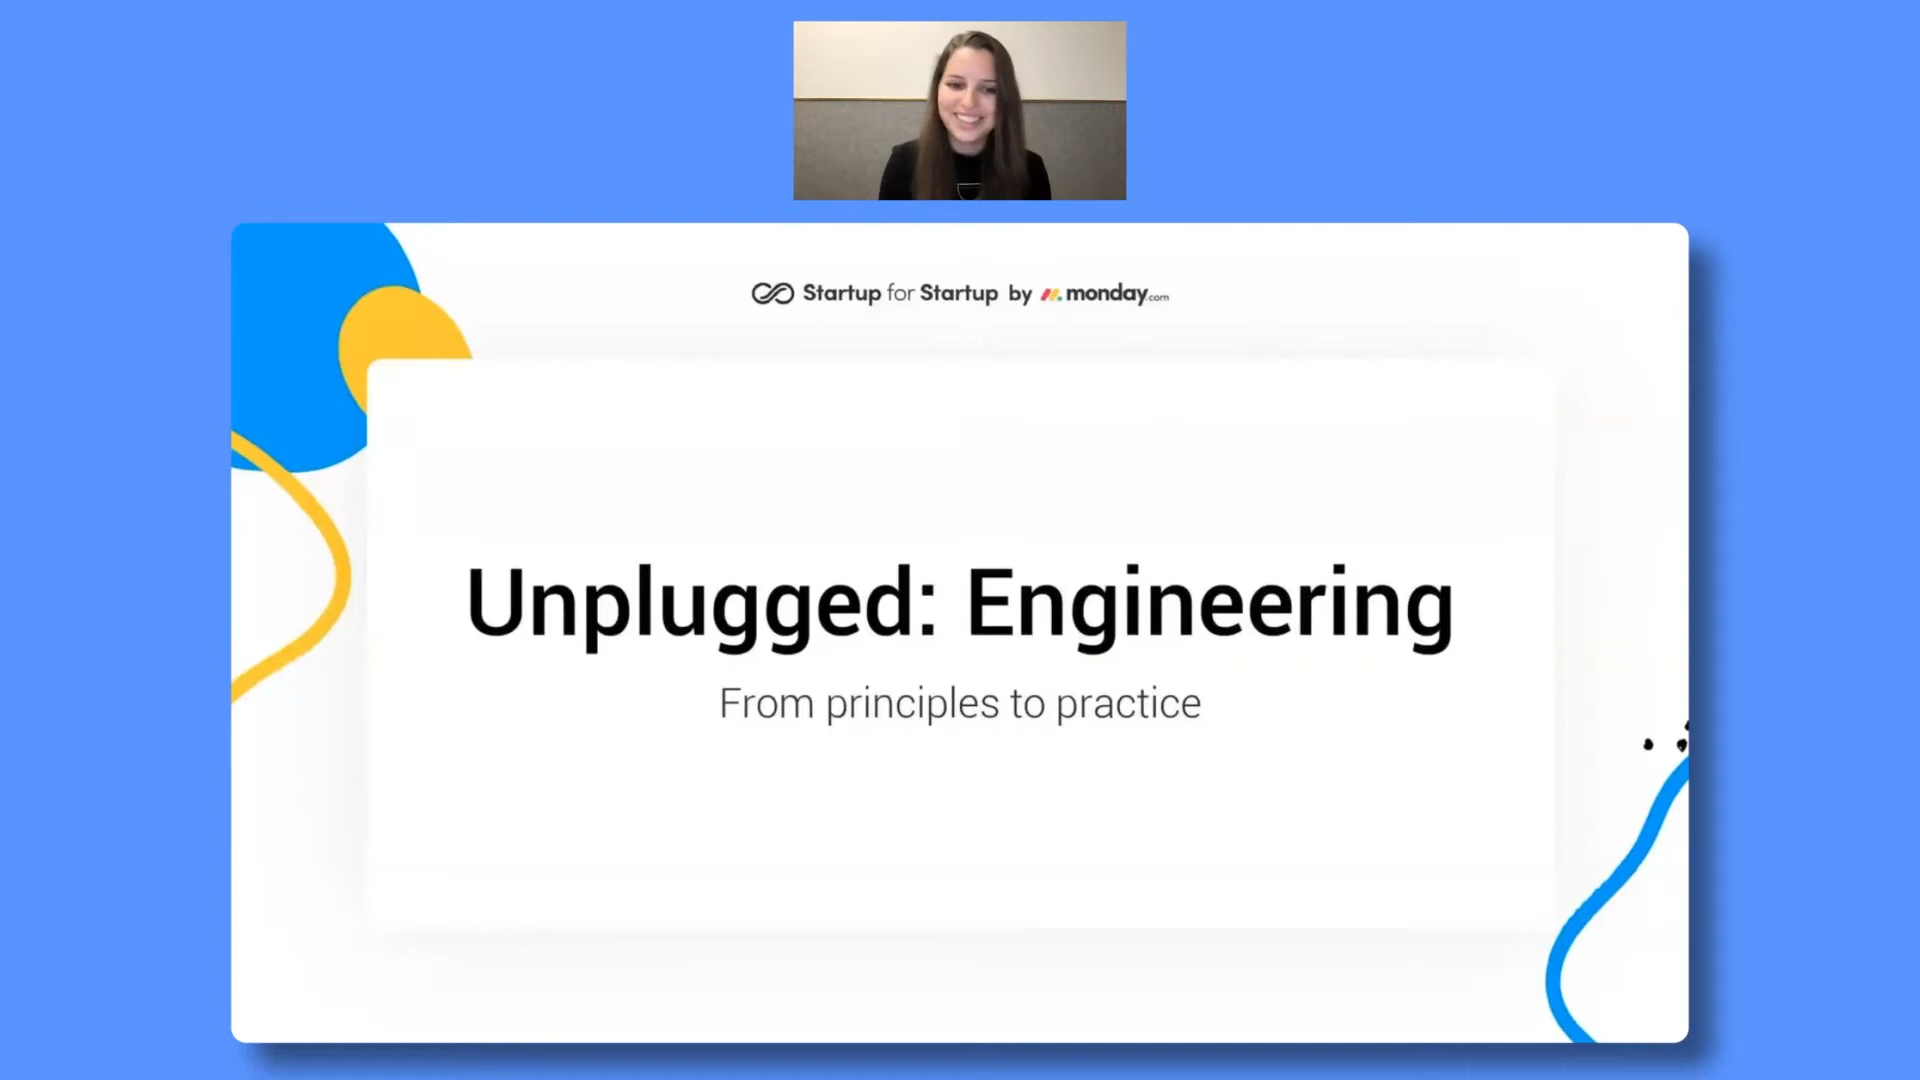 Startup for Startup by monday.com
Unplugged: Engineering
From principles to practice